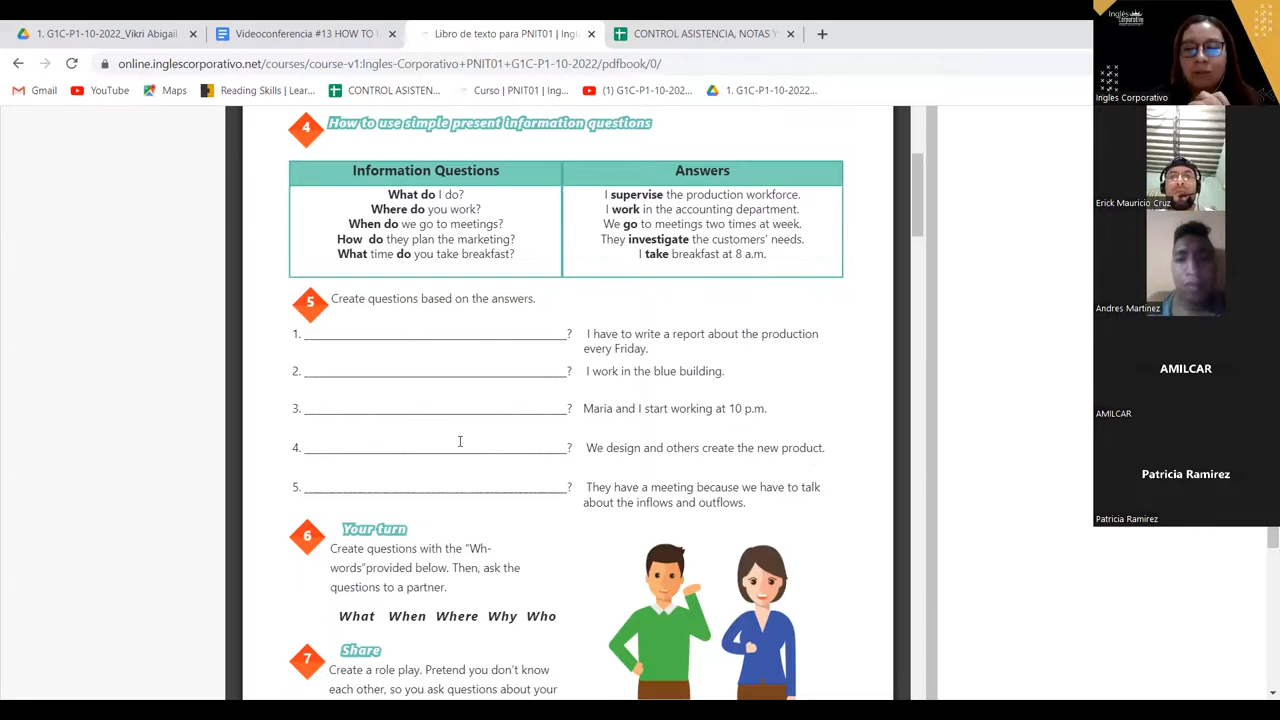 1. G1C-P1-10-2022_Vikri Abigail
Videoconferencia #13 HOW TO U
Libro de texto para PNIT01 | Ingl
CONTROL ASISTENCIA, NOTAS Y
online.inglescorporativo.net/courses/course-v1:Ingles-Corporativo+PNIT01+G1C-P1-10-2022/pdfbook/0/
Gmail
YouTube
Maps
Reading Skills | Lear...
CONTROL ASISTEN...
Curso | PNIT01 | Ing...
(1) G1C-P1-10-202...
1. G1C-P1-10-2022...
4 How to use simple present information questions
Information Questions
What do I do?
Where do you work?
When do we go to meetings?
How do they plan the marketing?
What time do you take breakfast?
Answers
I supervise the production workforce.
I work in the accounting department.
We go to meetings two times at week.
They investigate the customers' needs.
I take breakfast at 8 a.m.
5 Create questions based on the answers.
1. ________________________________________? I have to write a report about the production
every Friday.
2. ________________________________________? I work in the blue building.
3. ________________________________________? Maria and I start working at 10 p.m.
4. ________________________________________? We design and others create the new product.
5. ________________________________________? They have a meeting because we have to talk
about the inflows and outflows.
6 Your turn
Create questions with the "Wh-
words"provided below. Then, ask the
questions to a partner.
What When Where Why Who
7 Share
Create a role play. Pretend you don't know
each other, so you ask questions about your
Inglés
Corporativo
Ingles Corporativo
Erick Mauricio Cruz
Andres Martinez
AMILCAR
AMILCAR
Patricia Ramirez
Patricia Ramirez